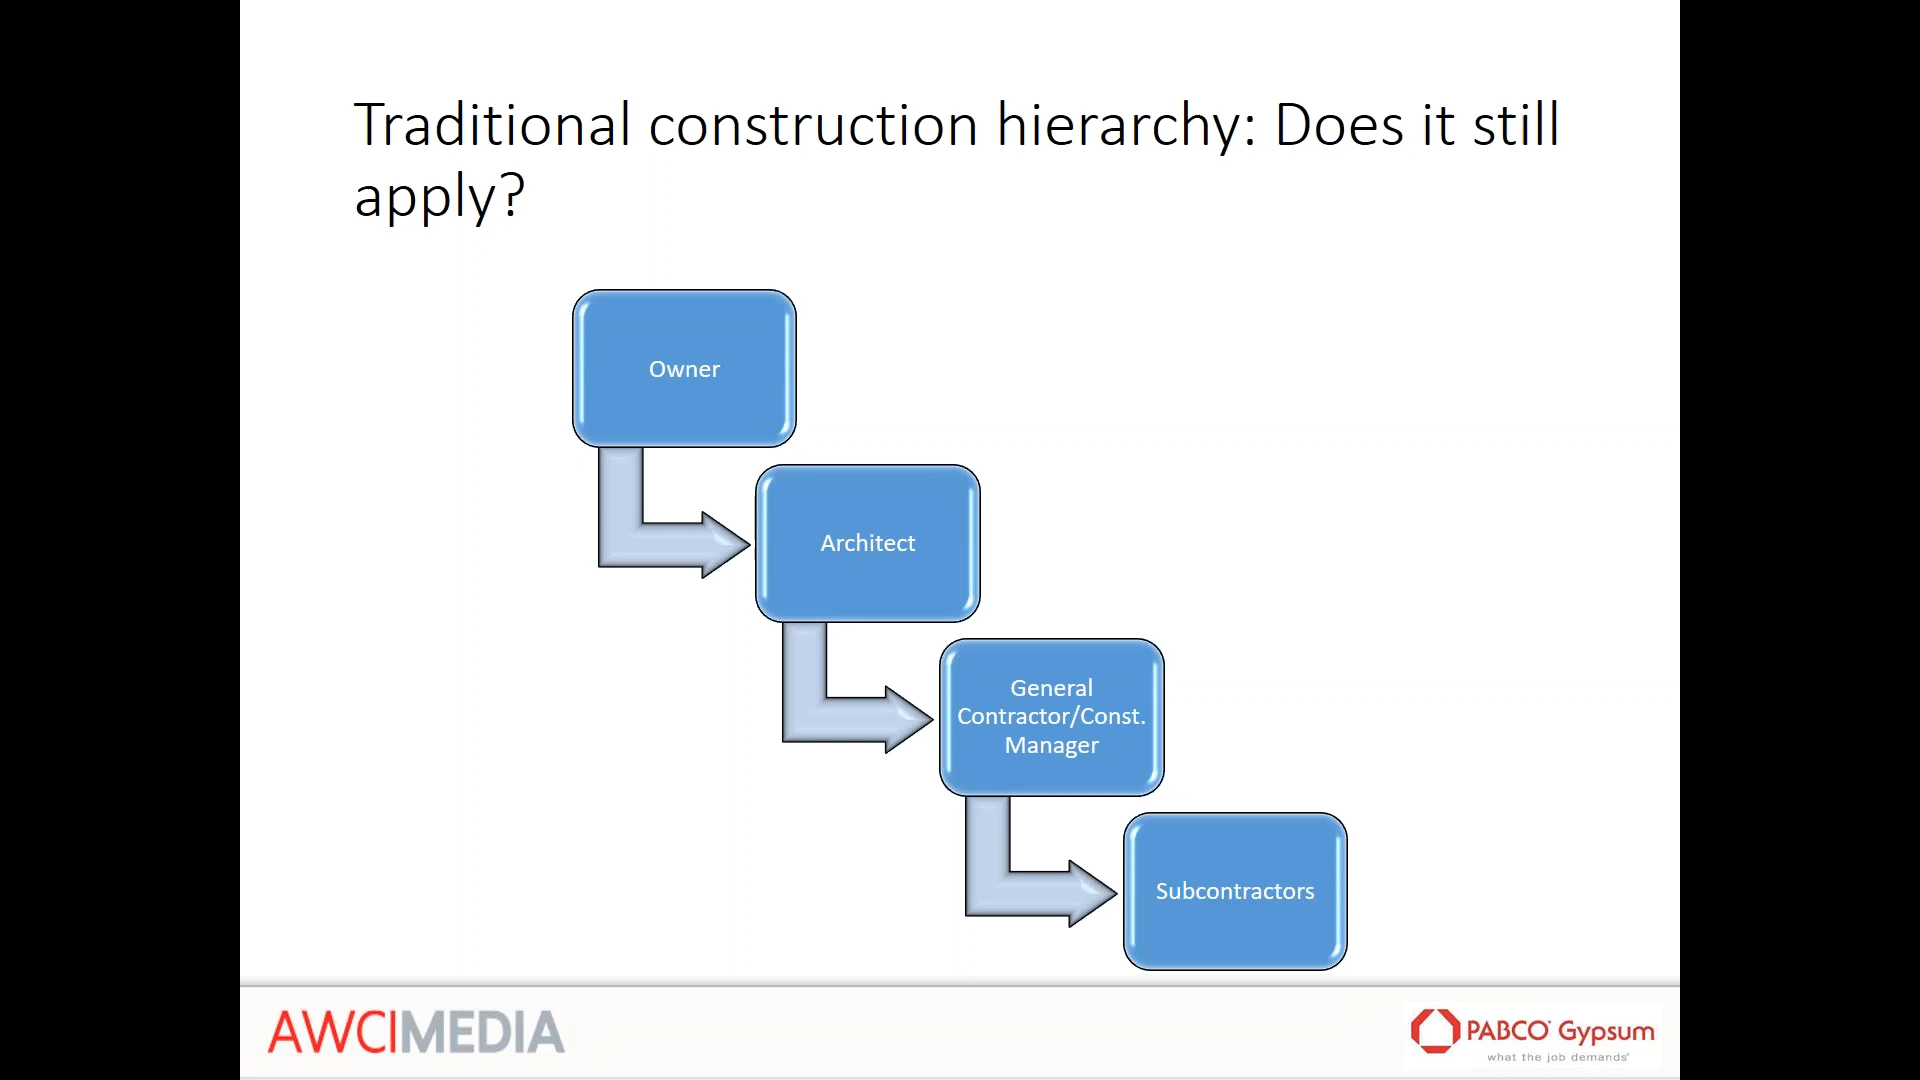 Traditional construction hierarchy: Does it still
apply?
Owner
Architect
General
Contractor/Const.
Manager
Subcontractors
AWCIMEDIA
PABCO® Gypsum
what the job demands®